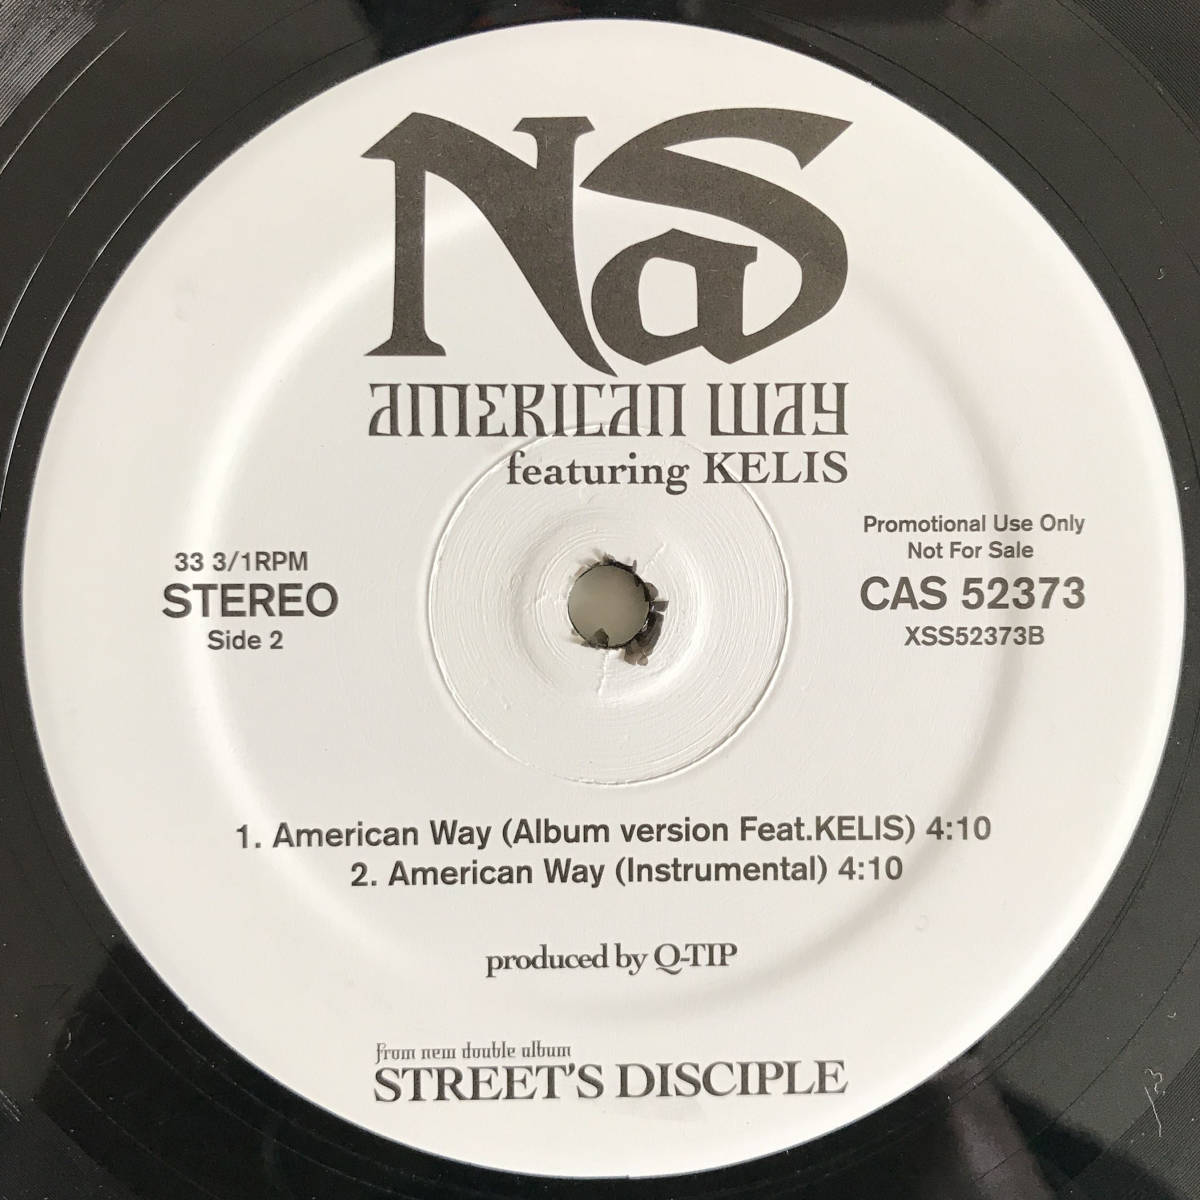 NaS
AMERICAN WAY
featuring KELIS
33 3/1RPM
STEREO
Side 2
Promotional Use Only
Not For Sale
CAS 52373
XSS52373B
1. American Way (Album version Feat.KELIS) 4:10
2. American Way (Instrumental) 4:10
produced by Q-TIP
from new double album
STREET'S DISCIPLE